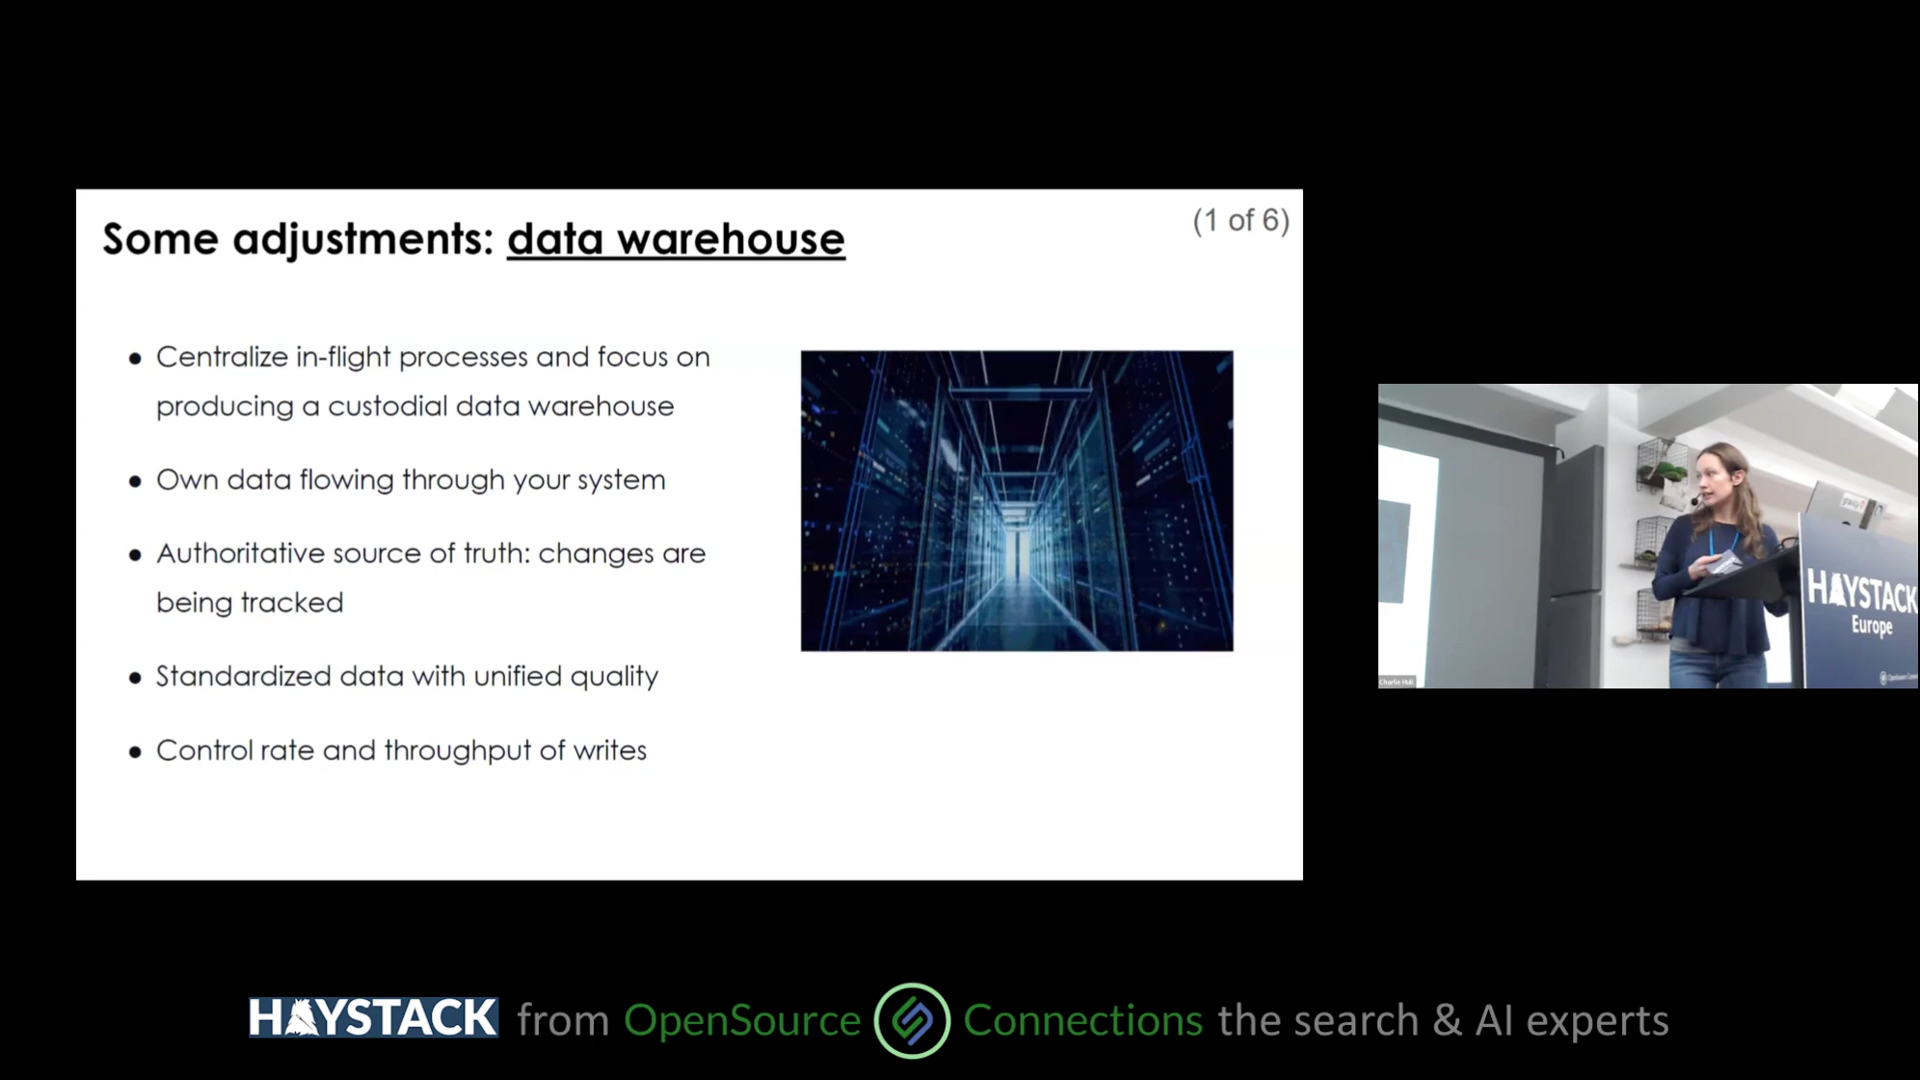 Some adjustments: data warehouse
(1 of 6)
● Centralize in-flight processes and focus on
producing a custodial data warehouse
● Own data flowing through your system
● Authoritative source of truth: changes are
being tracked
● Standardized data with unified quality
● Control rate and throughput of writes
HAYSTACK
Europe
Charlie Hull
HAYSTACK from OpenSource Connections the search & AI experts